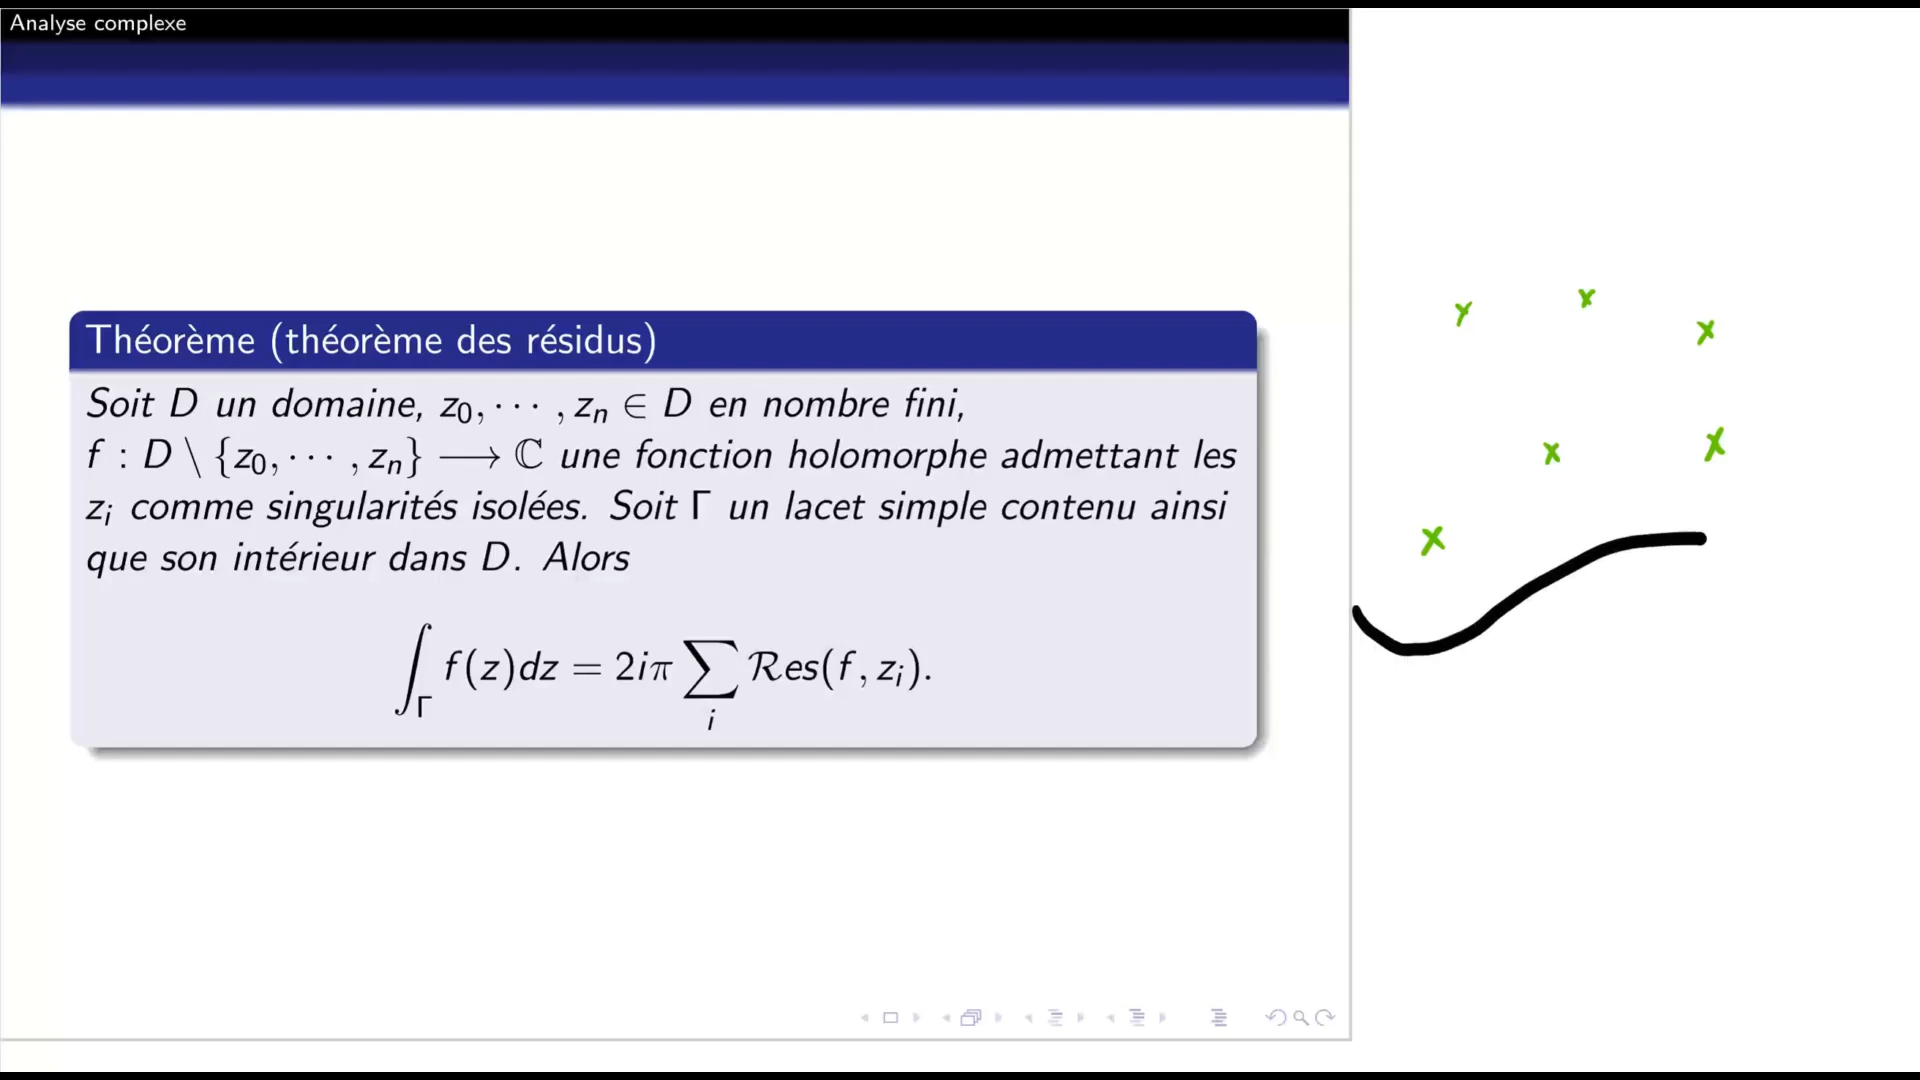 Analyse complexe
Théorème (théorème des résidus)
Soit D un domaine, z₀, ⋯ , zₙ ∈ D en nombre fini,
f : D \ {z₀, ⋯ , zₙ} ⟶ ℂ une fonction holomorphe admettant les
zᵢ comme singularités isolées. Soit Γ un lacet simple contenu ainsi
que son intérieur dans D. Alors
∫_Γ f(z)dz = 2iπ ∑_i ℛes(f, zᵢ).